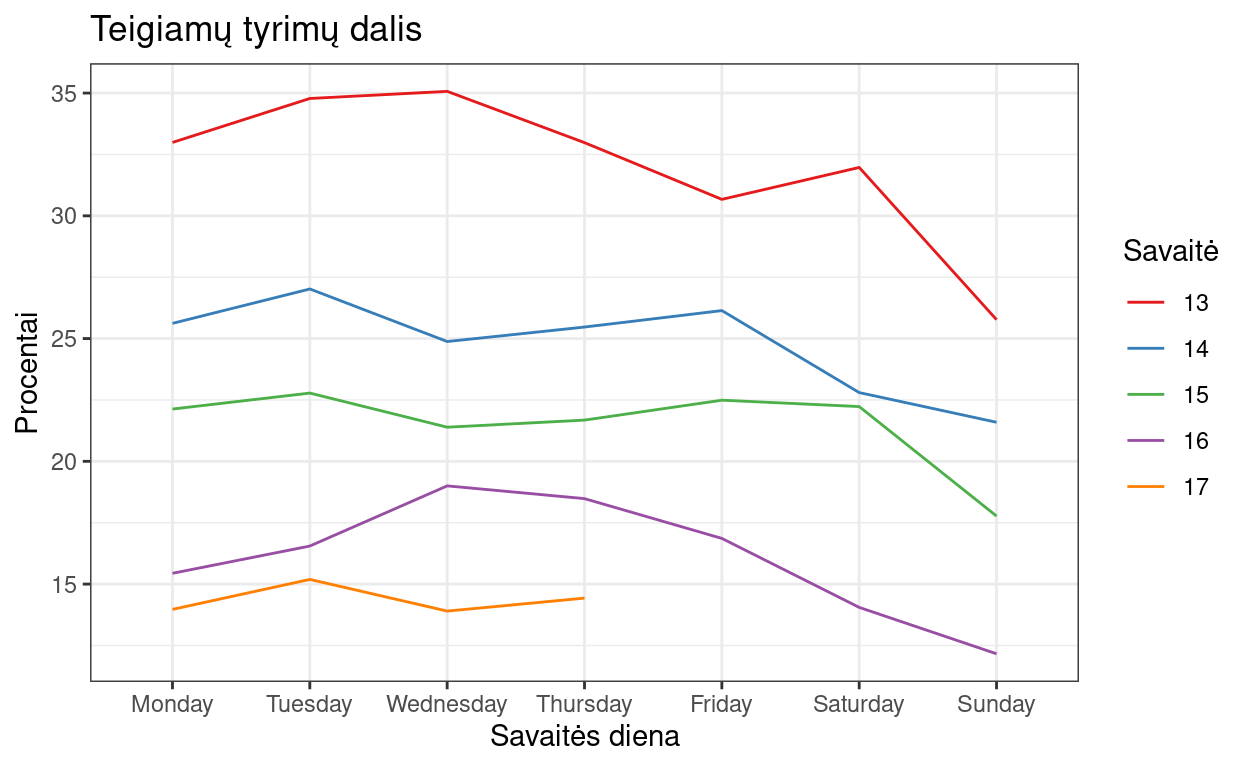 Teigiamų tyrimų dalis
Procentai
35
30
25
20
15
Monday Tuesday Wednesday Thursday Friday Saturday Sunday
Savaitės diena
Savaitė
13
14
15
16
17